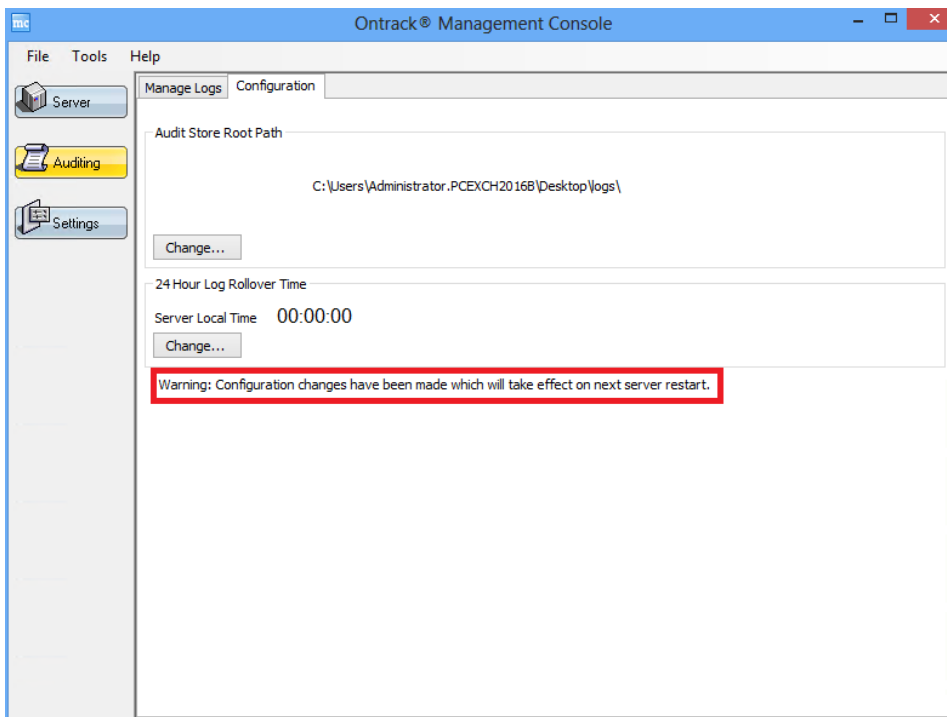 mc
Ontrack® Management Console
File Tools Help
Server
Auditing
Settings
Manage Logs Configuration
Audit Store Root Path
C:\Users\Administrator.PCEXCH2016B\Desktop\logs\
Change...
24 Hour Log Rollover Time
Server Local Time 00:00:00
Change...
Warning: Configuration changes have been made which will take effect on next server restart.